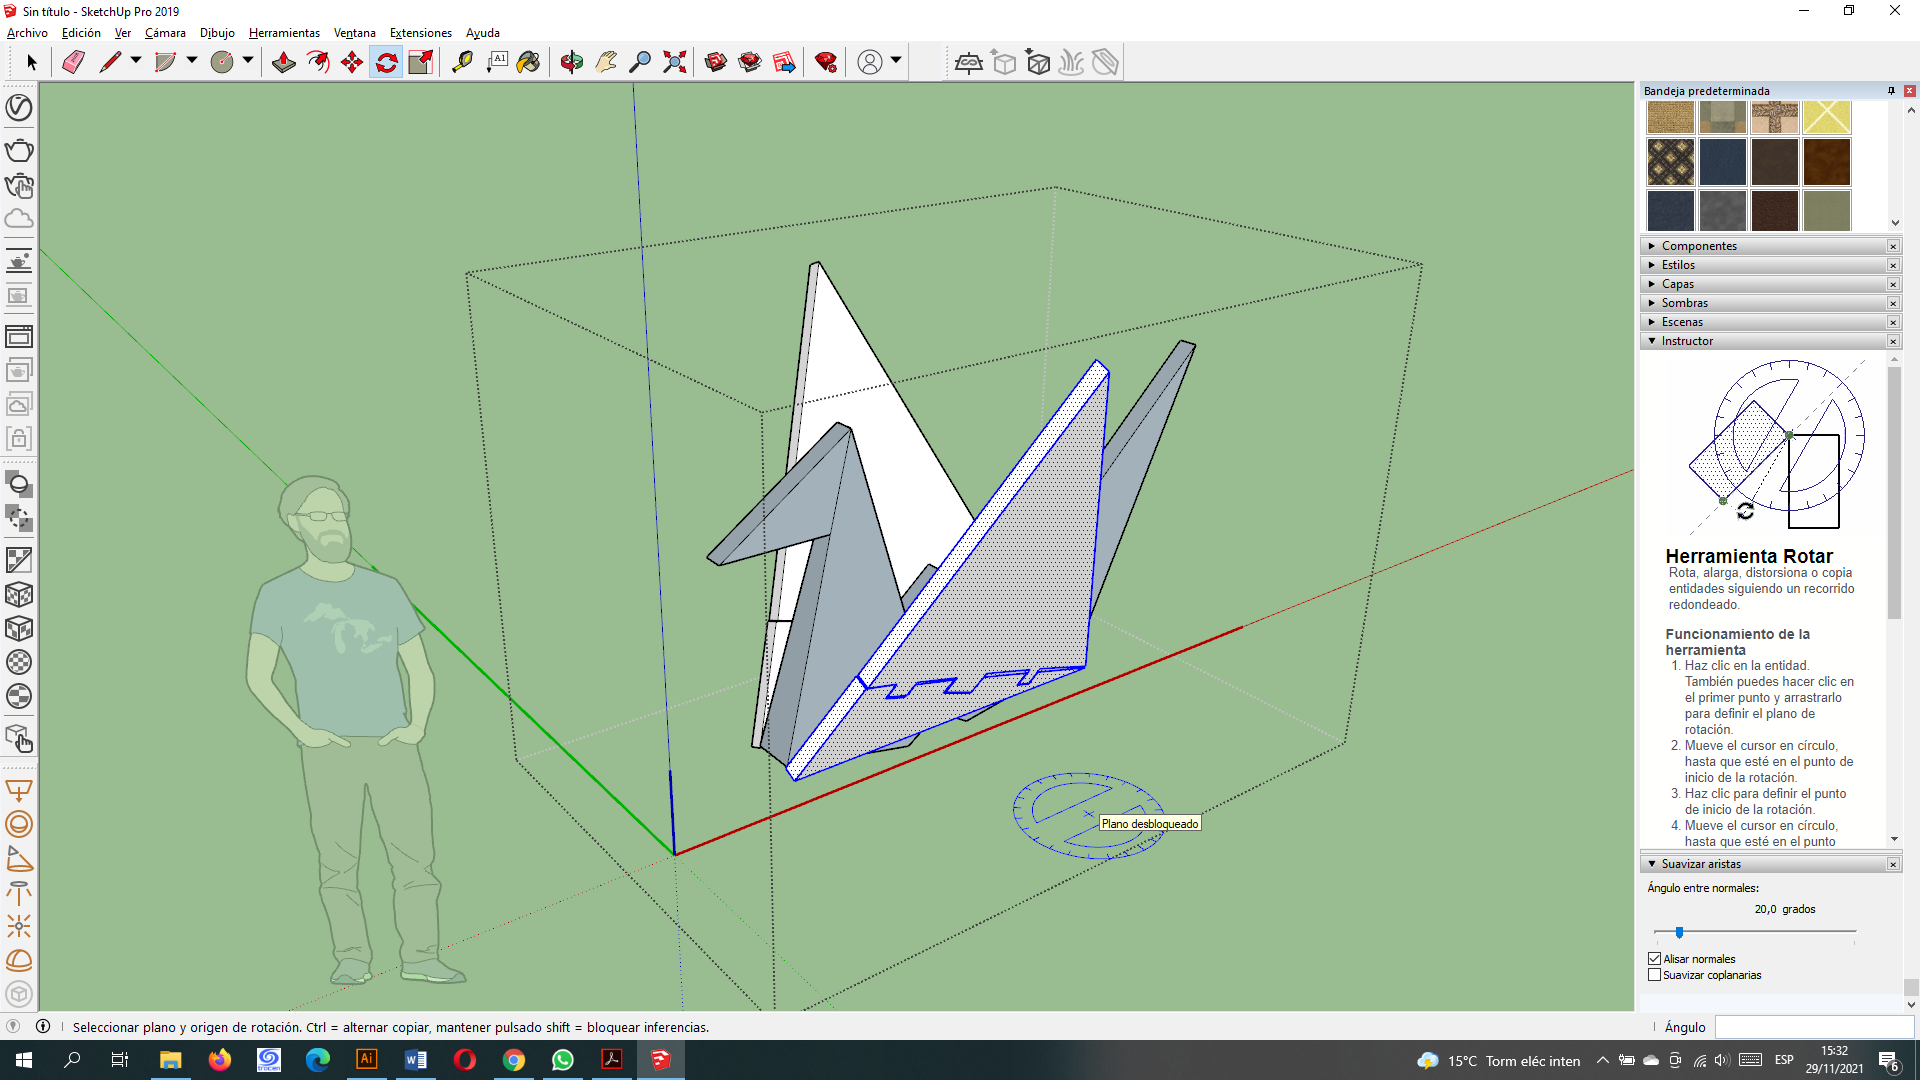 Sin título - SketchUp Pro 2019
Archivo Edición Ver Cámara Dibujo Herramientas Ventana Extensiones Ayuda
A1
Bandeja predeterminada
Componentes
Estilos
Capas
Sombras
Escenas
Instructor
Herramienta Rotar
Rota, alarga, distorsiona o copia
entidades siguiendo un recorrido
redondeado.
Funcionamiento de la
herramienta
1. Haz clic en la entidad.
También puedes hacer clic en
el primer punto y arrastrarlo
para definir el plano de
rotación.
2. Mueve el cursor en círculo,
hasta que esté en el punto de
inicio de la rotación.
3. Haz clic para definir el punto
de inicio de la rotación.
4. Mueve el cursor en círculo,
hasta que esté en el punto
Plano desbloqueado
Suavizar aristas
Ángulo entre normales:
20,0 grados
Alisar normales
Suavizar coplanarias
Seleccionar plano y origen de rotación. Ctrl = alternar copiar, mantener pulsado shift = bloquear inferencias.
Ángulo
Ai
15°C Torm eléc inten
ESP
15:32
29/11/2021
6